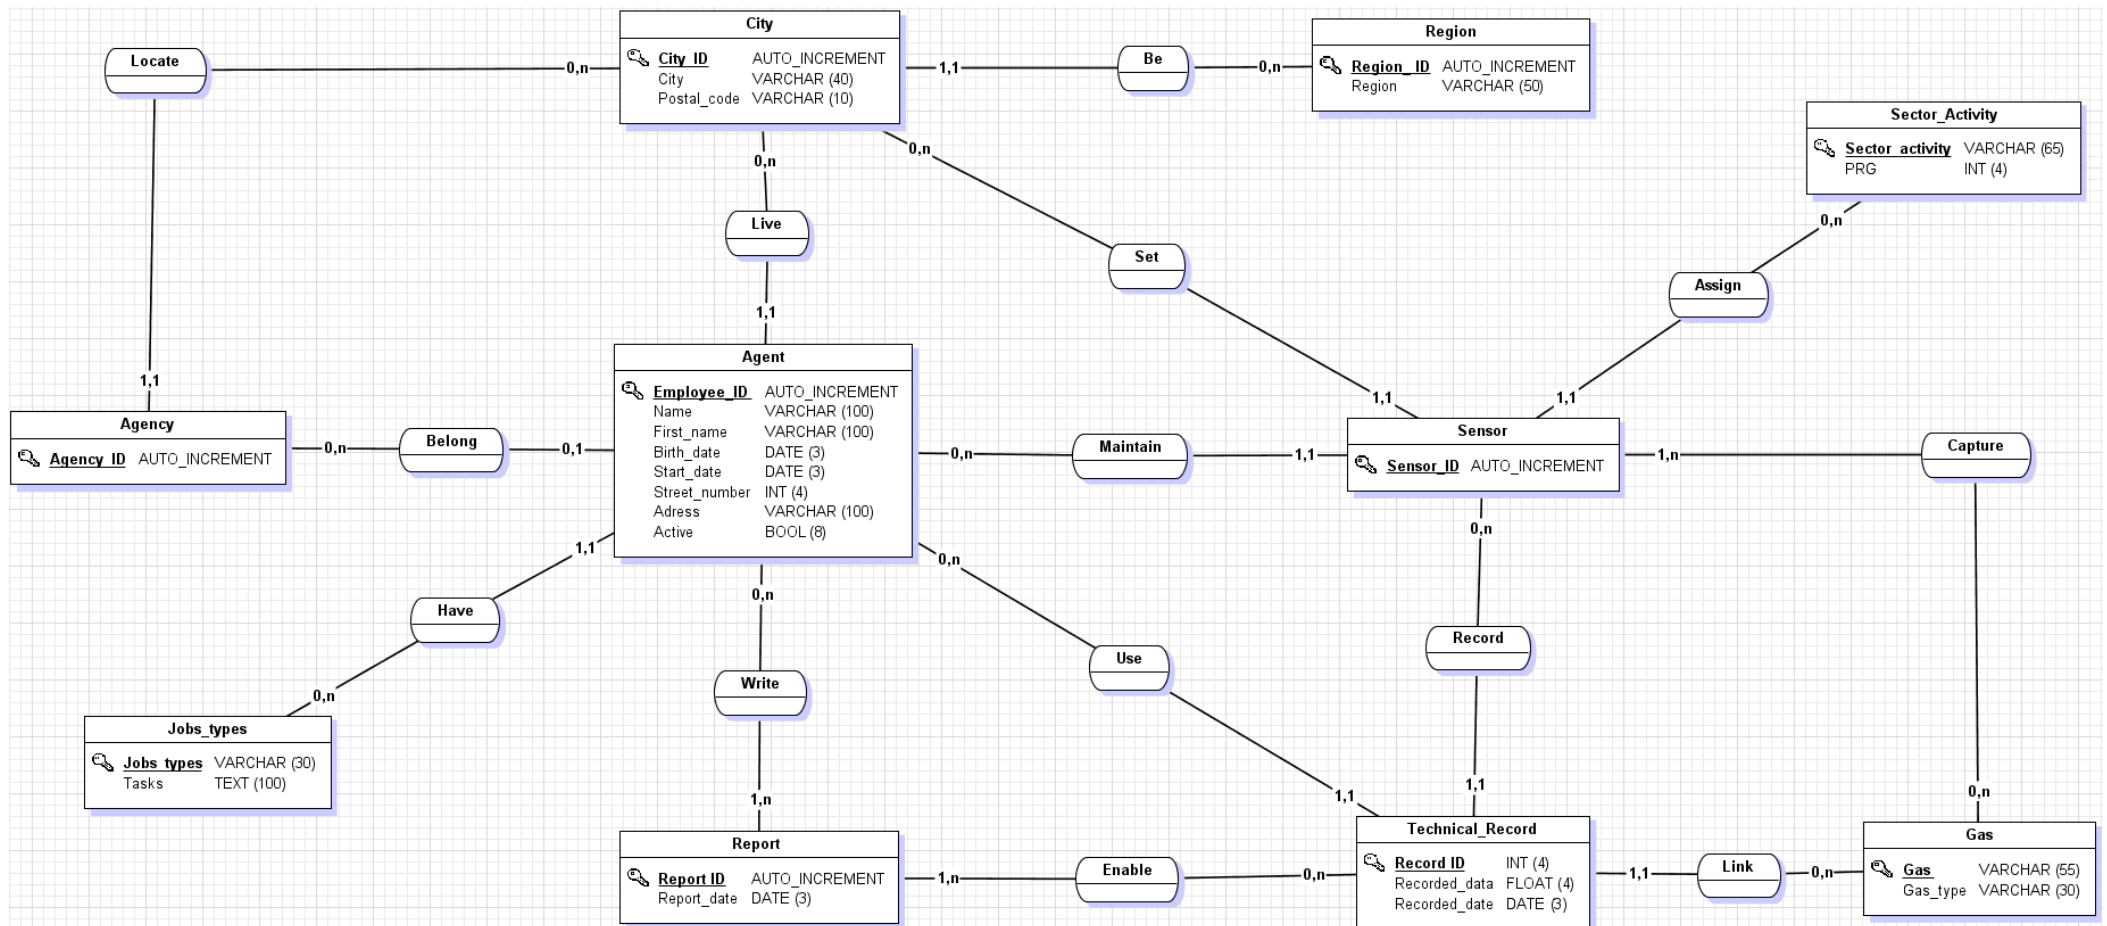 City
City_ID AUTO_INCREMENT
City VARCHAR (40)
Postal_code VARCHAR (10)
Region
Region_ID AUTO_INCREMENT
Region VARCHAR (50)
Locate
0,n
1,1
Be
0,n
Sector_Activity
Sector_activity VARCHAR (65)
PRG INT (4)
0,n
0,n
0,n
Live
Set
Assign
1,1
1,1
1,1
1,1
Agent
Employee_ID AUTO_INCREMENT
Name VARCHAR (100)
First_name VARCHAR (100)
Birth_date DATE (3)
Start_date DATE (3)
Street_number INT (4)
Adress VARCHAR (100)
Active BOOL (8)
Agency
Agency_ID AUTO_INCREMENT
0,n
Belong
0,1
0,n
Maintain
1,1
Sensor
Sensor_ID AUTO_INCREMENT
1,n
Capture
0,n
1,1
0,n
0,n
Have
Write
Use
Record
0,n
1,n
1,1
1,1
0,n
Jobs_types
Jobs_types VARCHAR (30)
Tasks TEXT (100)
Report
Report ID AUTO_INCREMENT
Report_date DATE (3)
1,n
Enable
0,n
Technical_Record
Record ID INT (4)
Recorded_data FLOAT (4)
Recorded_date DATE (3)
1,1
Link
0,n
Gas
Gas VARCHAR (55)
Gas_type VARCHAR (30)